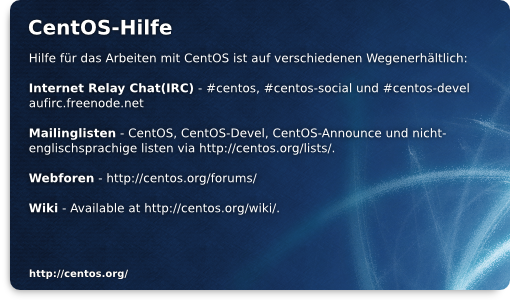 CentOS-Hilfe
Hilfe für das Arbeiten mit CentOS ist auf verschiedenen Wegenerhältlich:
Internet Relay Chat(IRC) - #centos, #centos-social und #centos-devel
aufirc.freenode.net
Mailinglisten - CentOS, CentOS-Devel, CentOS-Announce und nicht-
englischsprachige listen via http://centos.org/lists/.
Webforen - http://centos.org/forums/
Wiki - Available at http://centos.org/wiki/.
http://centos.org/